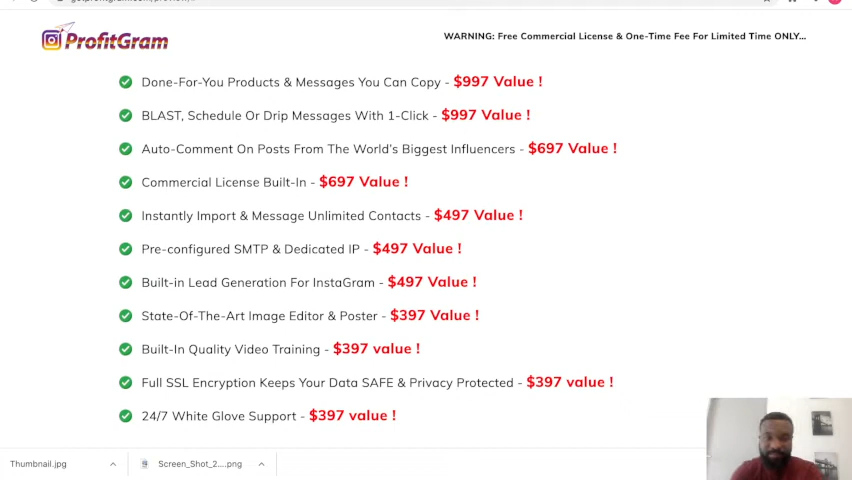 ProfitGram
WARNING: Free Commercial License & One-Time Fee For Limited Time ONLY...
Done-For-You Products & Messages You Can Copy - $997 Value !
BLAST, Schedule Or Drip Messages With 1-Click - $997 Value !
Auto-Comment On Posts From The World's Biggest Influencers - $697 Value !
Commercial License Built-In - $697 Value !
Instantly Import & Message Unlimited Contacts - $497 Value !
Pre-configured SMTP & Dedicated IP - $497 Value !
Built-in Lead Generation For InstaGram - $497 Value !
State-Of-The-Art Image Editor & Poster - $397 Value !
Built-In Quality Video Training - $397 value !
Full SSL Encryption Keeps Your Data SAFE & Privacy Protected - $397 value !
24/7 White Glove Support - $397 value !
Thumbnail.jpg
Screen_Shot_2....png